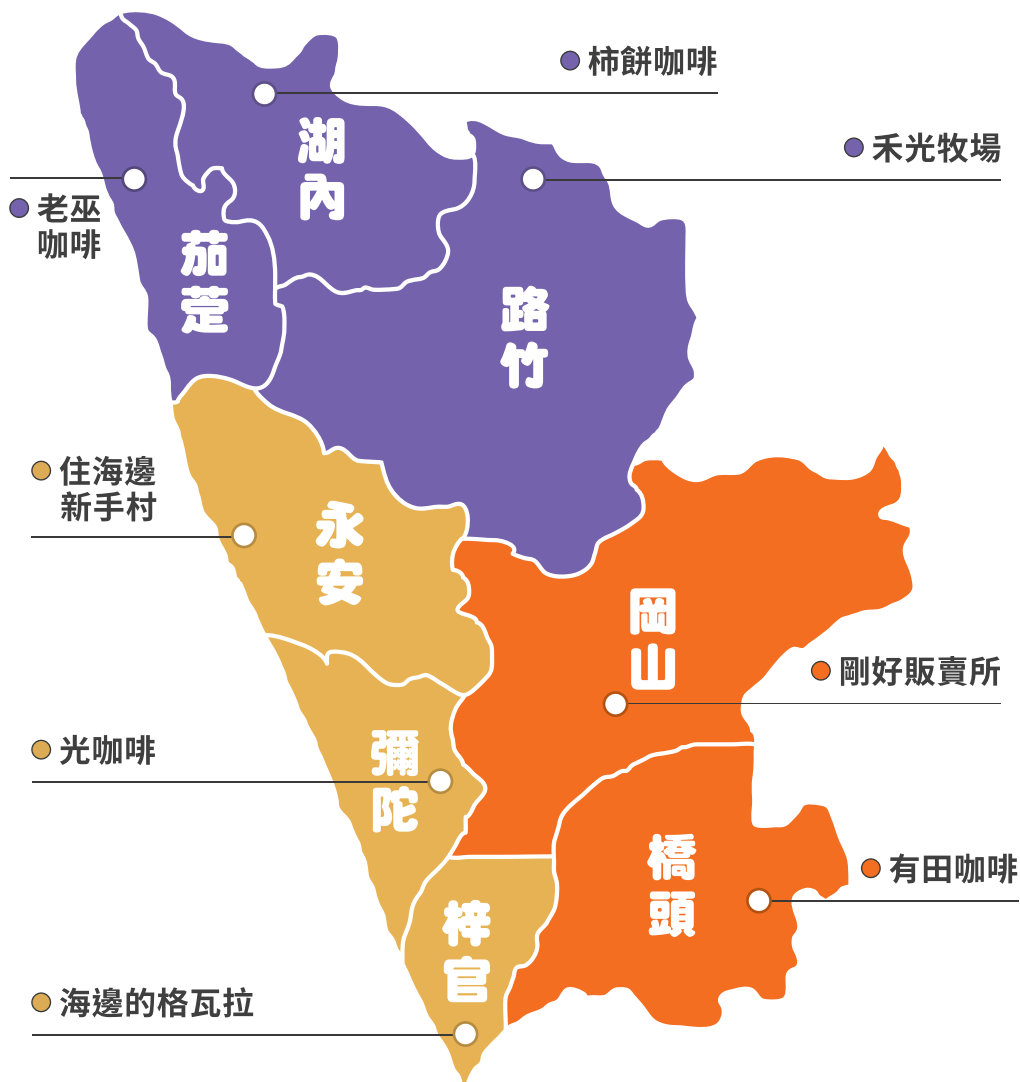 柿餅咖啡
禾光牧場
老巫
咖啡
湖
內
茄
萣
路
竹
住海邊
新手村
永
安
岡
山
剛好販賣所
光咖啡
彌
陀
橋
頭
有田咖啡
梓
官
海邊的格瓦拉